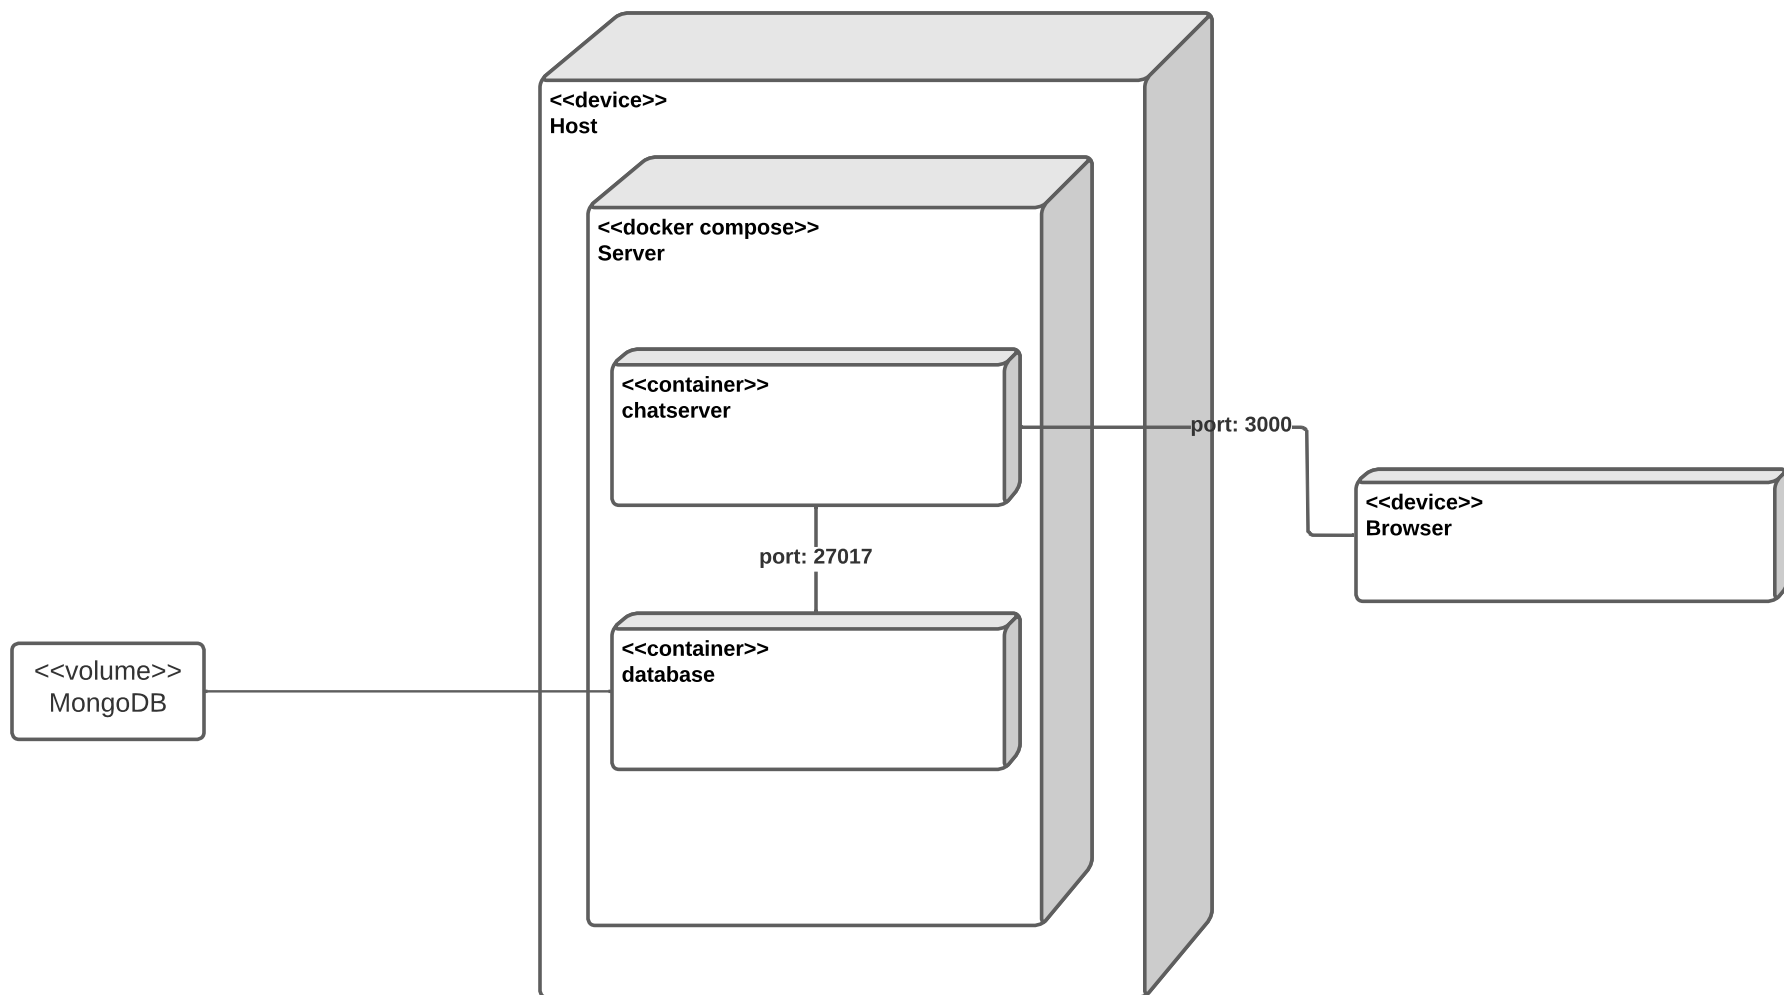 <<device>>
Host
<<docker compose>>
Server
<<container>>
chatserver
port: 3000
<<device>>
Browser
port: 27017
<<container>>
database
<<volume>>
MongoDB